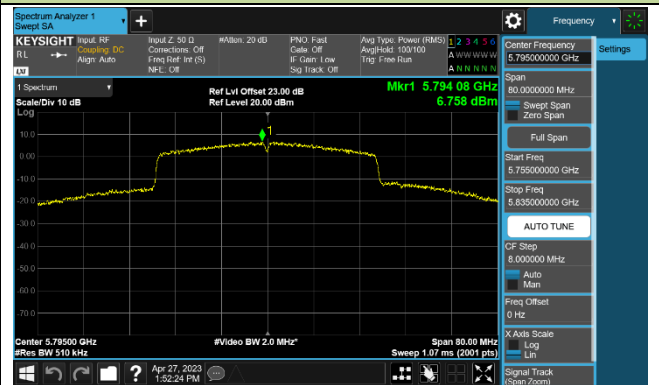 Spectrum Analyzer 1
Swept SA
Frequency
KEYSIGHT
RL
LXI
Input: RF
Coupling: DC
Align: Auto
Input Z: 50 Ω
Corrections: Off
Freq Ref: Int (S)
NFE: Off
#Atten: 20 dB
PNO: Fast
Gate: Off
IF Gain: Low
Sig Track: Off
Avg Type: Power (RMS)
Avg|Hold: 100/100
Trig: Free Run
1 2 3 4 5 6
A W W W W W
A N N N N N
1 Spectrum
Scale/Div 10 dB
Log
Ref Lvl Offset 23.00 dB
Ref Level 20.00 dBm
Mkr1 5.794 08 GHz
6.758 dBm
1
10.0
0.00
-10.0
-20.0
-30.0
-40.0
-50.0
-60.0
-70.0
Center 5.79500 GHz
#Res BW 510 kHz
#Video BW 2.0 MHz*
Span 80.00 MHz
Sweep 1.07 ms (2001 pts)
Apr 27, 2023
1:52:24 PM
Center Frequency
5.795000000 GHz
Settings
Span
80.0000000 MHz
Swept Span
Zero Span
Full Span
Start Freq
5.755000000 GHz
Stop Freq
5.835000000 GHz
AUTO TUNE
CF Step
8.000000 MHz
Auto
Man
Freq Offset
0 Hz
X Axis Scale
Log
Lin
Signal Track
(Span Zoom)